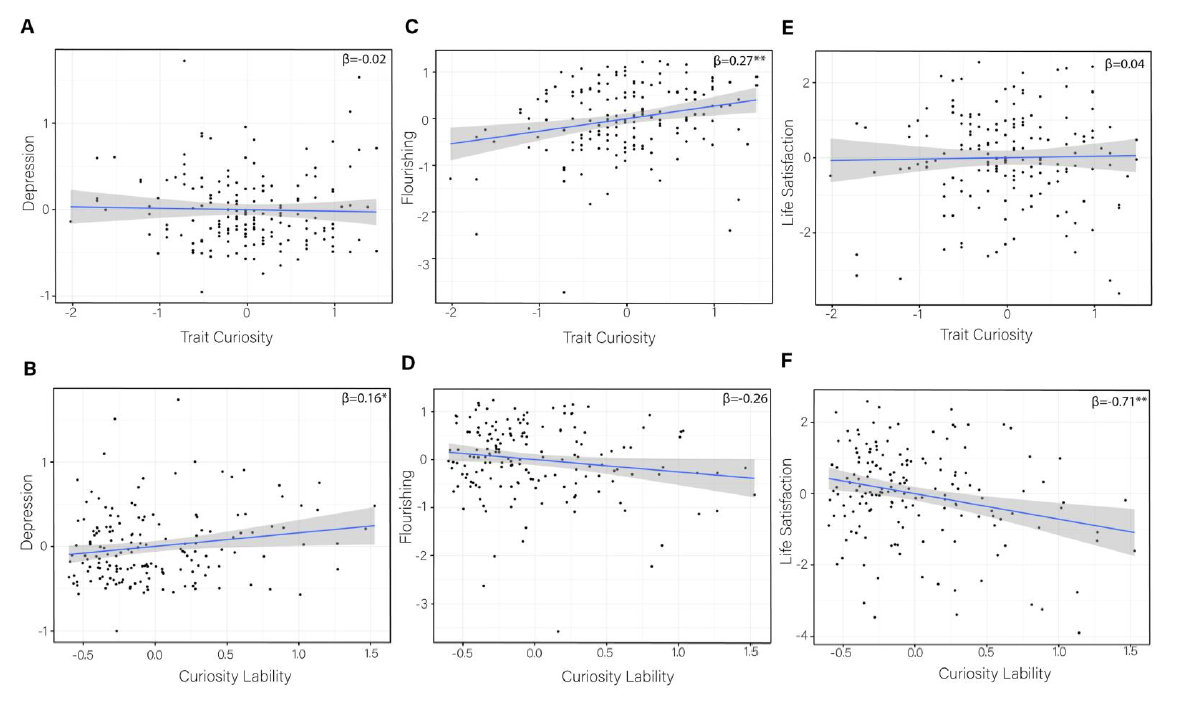 A
β=-0.02
Depression
1
0
-1
-2
-1
0
1
Trait Curiosity
C
β=0.27**
Flourishing
1
0
-1
-2
-3
-2
-1
0
1
Trait Curiosity
E
β=0.04
Life Satisfaction
2
0
-2
-2
-1
0
1
Trait Curiosity
B
β=0.16*
Depression
1
0
-1
-0.5
0.0
0.5
1.0
1.5
Curiosity Lability
D
β=-0.26
Flourishing
1
0
-1
-2
-3
-0.5
0.0
0.5
1.0
1.5
Curiosity Lability
F
β=-0.71**
Life Satisfaction
2
0
-2
-4
-0.5
0.0
0.5
1.0
1.5
Curiosity Lability